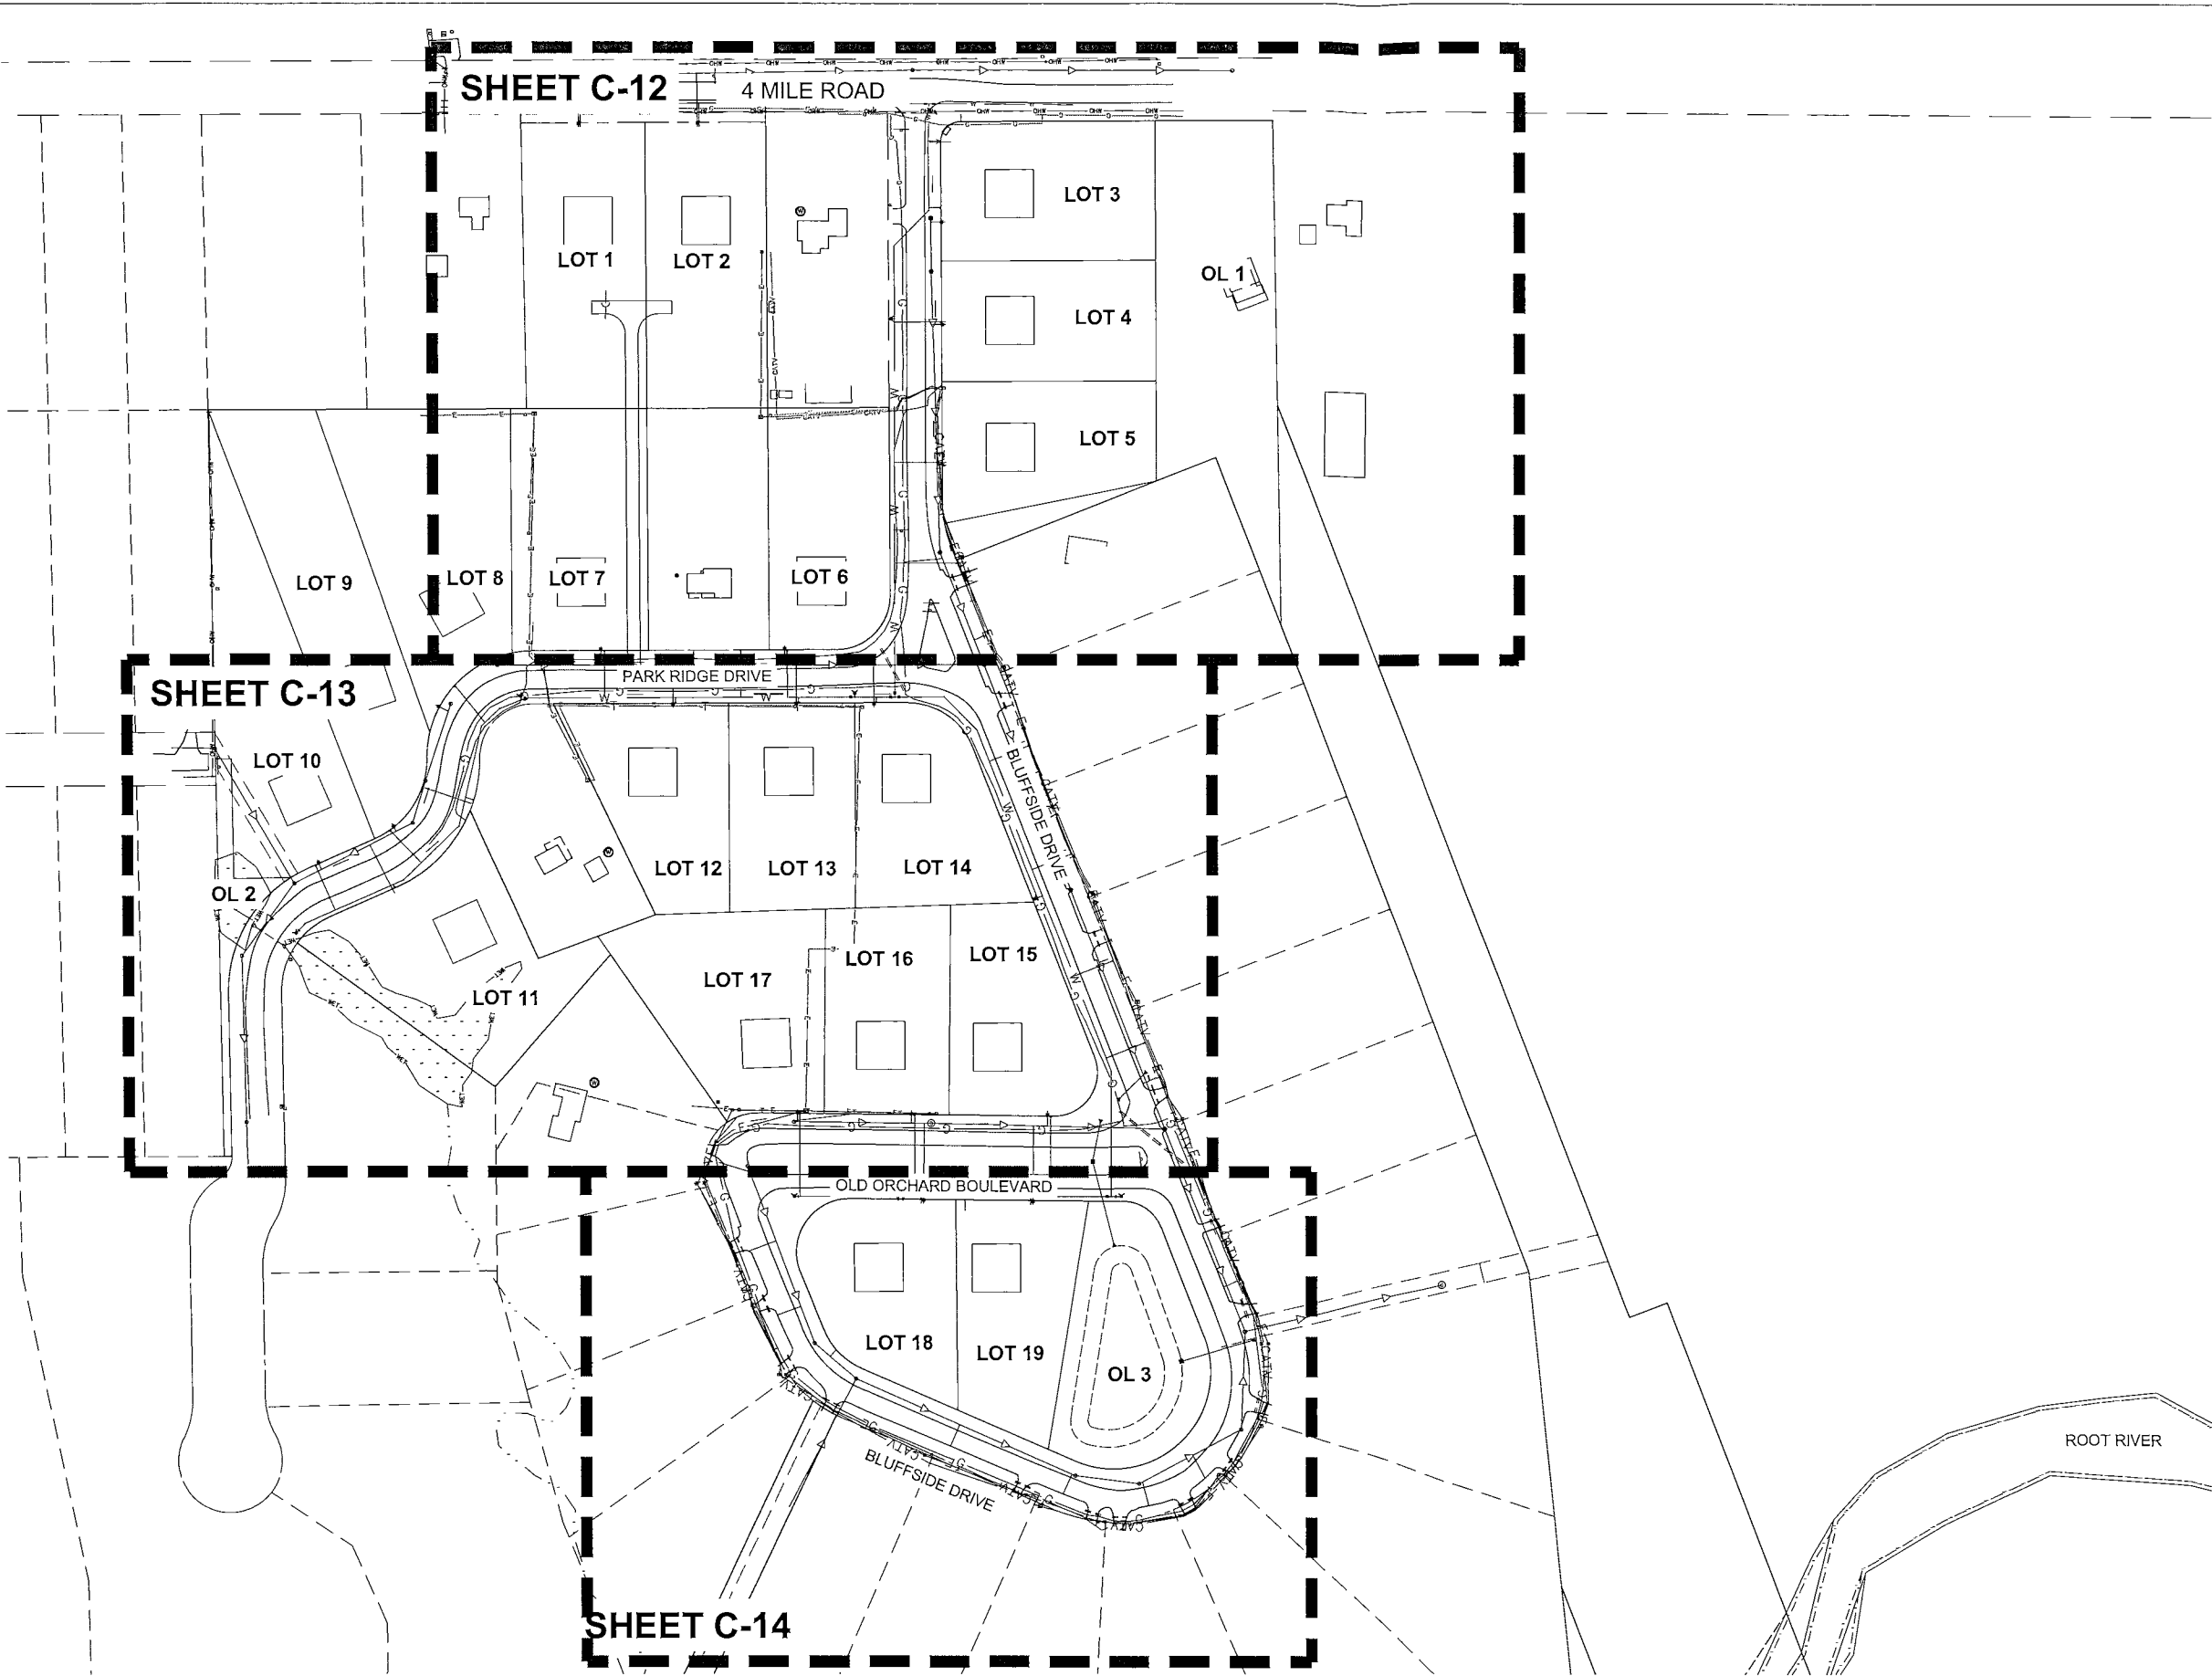 SHEET C-12
4 MILE ROAD
LOT 3
LOT 1
LOT 2
OL 1
LOT 4
LOT 5
LOT 9
LOT 8
LOT 7
LOT 6
PARK RIDGE DRIVE
SHEET C-13
LOT 10
BLUFFSIDE DRIVE
LOT 12
LOT 13
LOT 14
OL 2
LOT 17
LOT 16
LOT 15
LOT 11
OLD ORCHARD BOULEVARD
LOT 18
LOT 19
OL 3
BLUFFSIDE DRIVE
ROOT RIVER
SHEET C-14